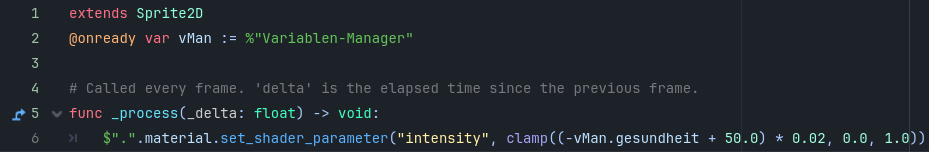 1 extends Sprite2D
2 @onready var vMan := %"Variablen-Manager"
3
4 # Called every frame. 'delta' is the elapsed time since the previous frame.
5 func _process(_delta: float) -> void:
6 $".".material.set_shader_parameter("intensity", clamp((-vMan.gesundheit + 50.0) * 0.02, 0.0, 1.0))